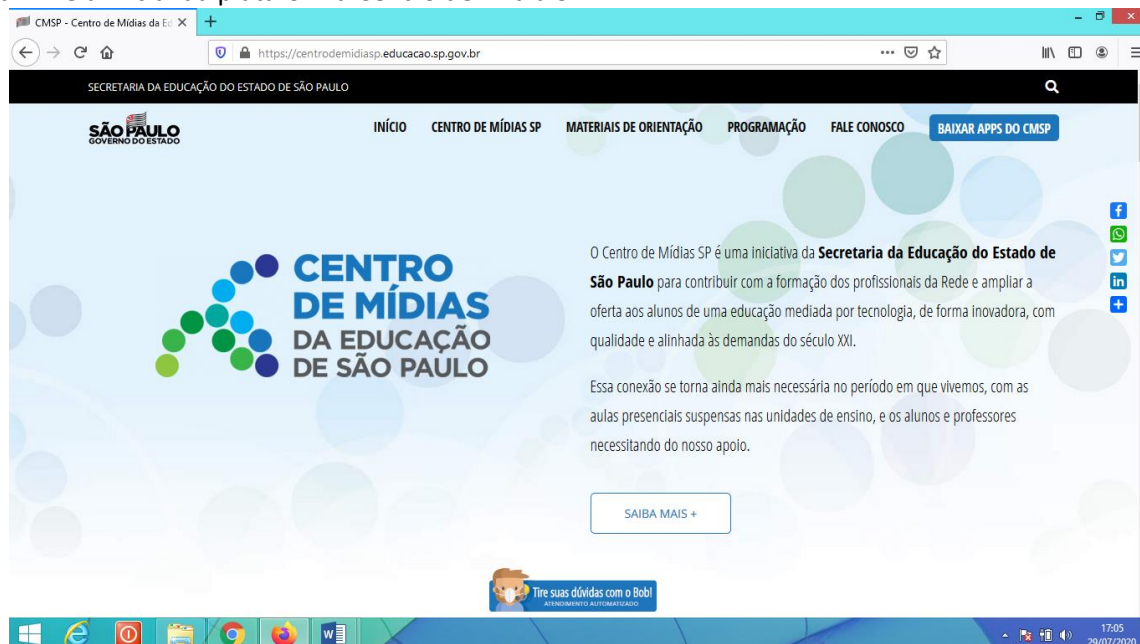 CMSP - Centro de Mídias da Ed
https://centrodemidiasp.educacao.sp.gov.br
SECRETARIA DA EDUCAÇÃO DO ESTADO DE SÃO PAULO
SÃO PAULO
GOVERNO DO ESTADO
INÍCIO CENTRO DE MÍDIAS SP MATERIAIS DE ORIENTAÇÃO PROGRAMAÇÃO FALE CONOSCO BAIXAR APPS DO CMSP
CENTRO
DE MÍDIAS
DA EDUCAÇÃO
DE SÃO PAULO
O Centro de Mídias SP é uma iniciativa da Secretaria da Educação do Estado de
São Paulo para contribuir com a formação dos profissionais da Rede e ampliar a
oferta aos alunos de uma educação mediada por tecnologia, de forma inovadora, com
qualidade e alinhada às demandas do século XXI.
Essa conexão se torna ainda mais necessária no período em que vivemos, com as
aulas presenciais suspensas nas unidades de ensino, e os alunos e professores
necessitando do nosso apoio.
SAIBA MAIS +
Tire suas dúvidas com o Bob!
ATENDIMENTO AUTOMATIZADO
17:05
29/07/2020